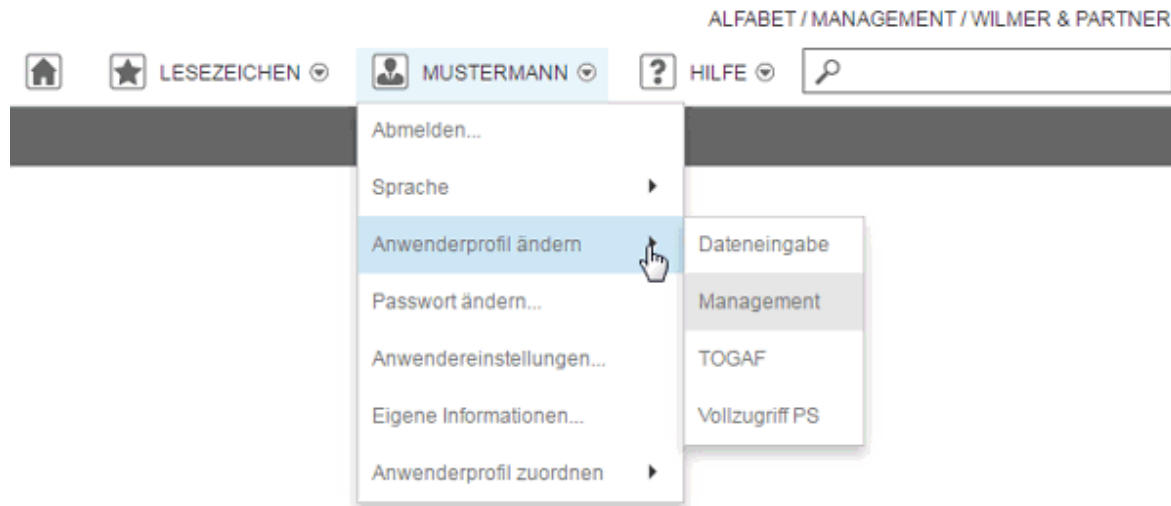 ALFABET / MANAGEMENT / WILMER & PARTNER
LESEZEICHEN
MUSTERMANN
? HILFE
Abmelden...
Sprache
Anwenderprofil ändern
Passwort ändern...
Anwendereinstellungen...
Eigene Informationen...
Anwenderprofil zuordnen
Dateneingabe
Management
TOGAF
Vollzugriff PS